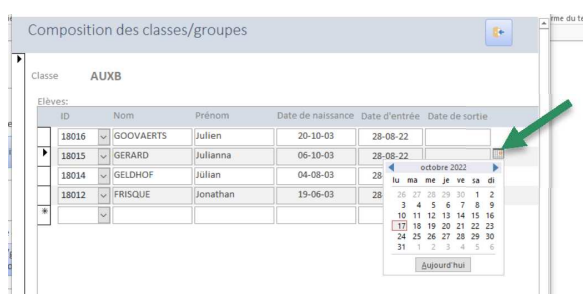 Composition des classes/groupes
rme du te
Classe AUXB
Elèves:
ID Nom Prénom Date de naissance Date d'entrée Date de sortie
18016 GOOVAERTS Julien 20-10-03 28-08-22
18015 GERARD Julianna 06-10-03 28-08-22
18014 GELDHOF Jülian 04-08-03 28
18012 FRISQUE Jonathan 19-06-03 28
octobre 2022
lu ma me je ve sa di
26 27 28 29 30 1 2
3 4 5 6 7 8 9
10 11 12 13 14 15 16
17 18 19 20 21 22 23
24 25 26 27 28 29 30
31 1 2 3 4 5 6
Aujourd'hui